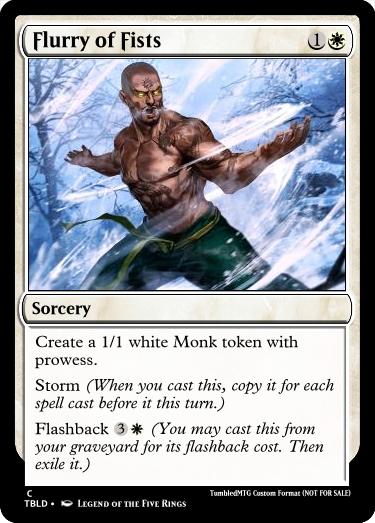 Flurry of Fists 1
Sorcery
Create a 1/1 white Monk token with
prowess.
Storm (When you cast this, copy it for each
spell cast before it this turn.)
Flashback 3 (You may cast this from
your graveyard for its flashback cost. Then
exile it.)
C
TBLD • Legend of the Five Rings
TumbledMTG Custom Format (NOT FOR SALE)